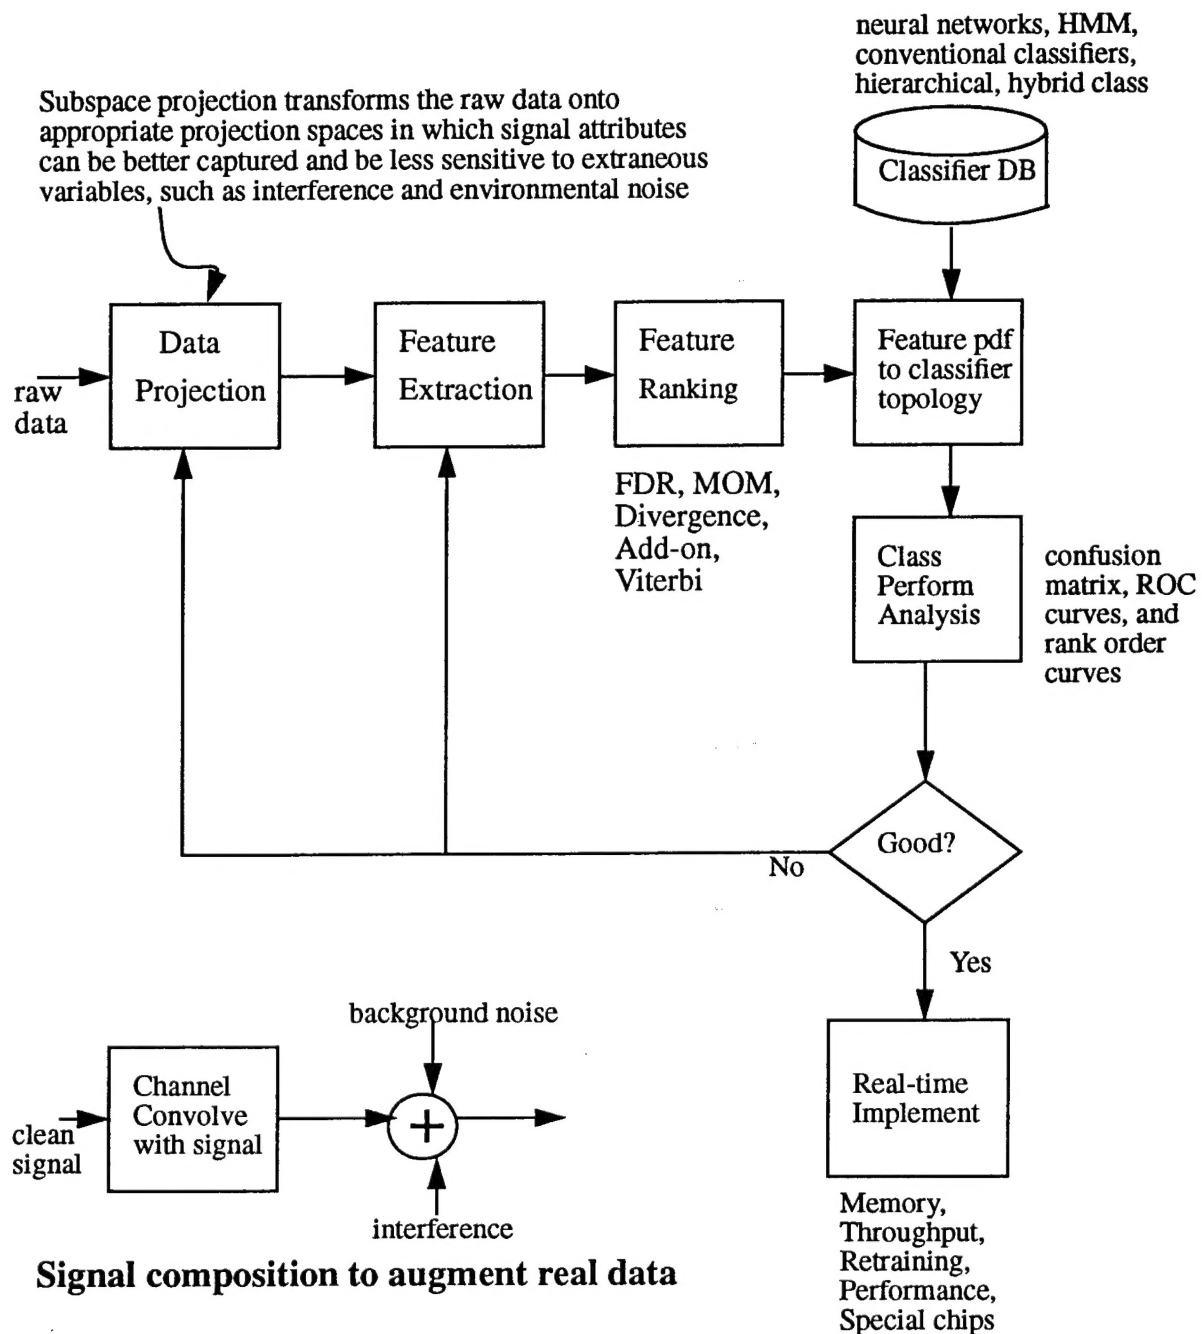 neural networks, HMM,
conventional classifiers,
hierarchical, hybrid class
Subspace projection transforms the raw data onto
appropriate projection spaces in which signal attributes
can be better captured and be less sensitive to extraneous
variables, such as interference and environmental noise
Classifier DB
raw
data
Data
Projection
Feature
Extraction
Feature
Ranking
Feature pdf
to classifier
topology
FDR, MOM,
Divergence,
Add-on,
Viterbi
Class
Perform
Analysis
confusion
matrix, ROC
curves, and
rank order
curves
Good?
No
Yes
background noise
clean
signal
Channel
Convolve
with signal
+
interference
Signal composition to augment real data
Real-time
Implement
Memory,
Throughput,
Retraining,
Performance,
Special chips